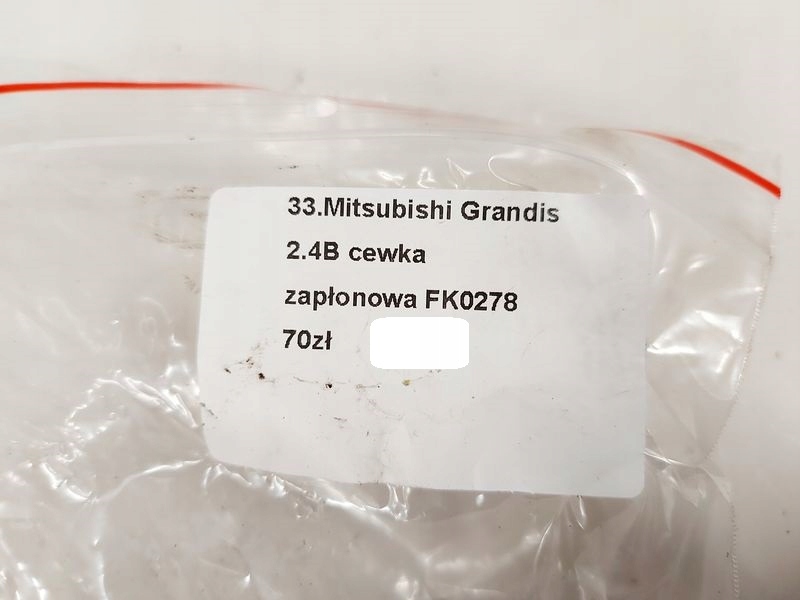 33.Mitsubishi Grandis
2.4B cewka
zapłonowa FK0278
70zł